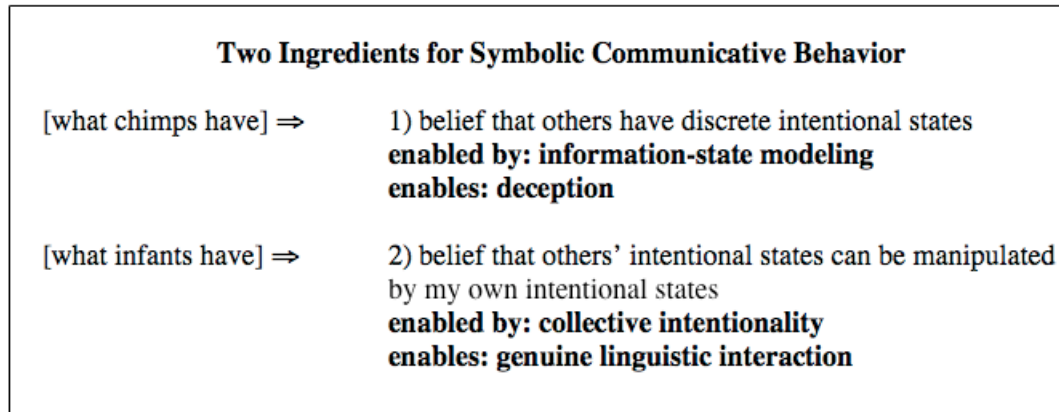 Two Ingredients for Symbolic Communicative Behavior
[what chimps have] ⇒ 1) belief that others have discrete intentional states
enabled by: information-state modeling
enables: deception
[what infants have] ⇒ 2) belief that others’ intentional states can be manipulated
by my own intentional states
enabled by: collective intentionality
enables: genuine linguistic interaction